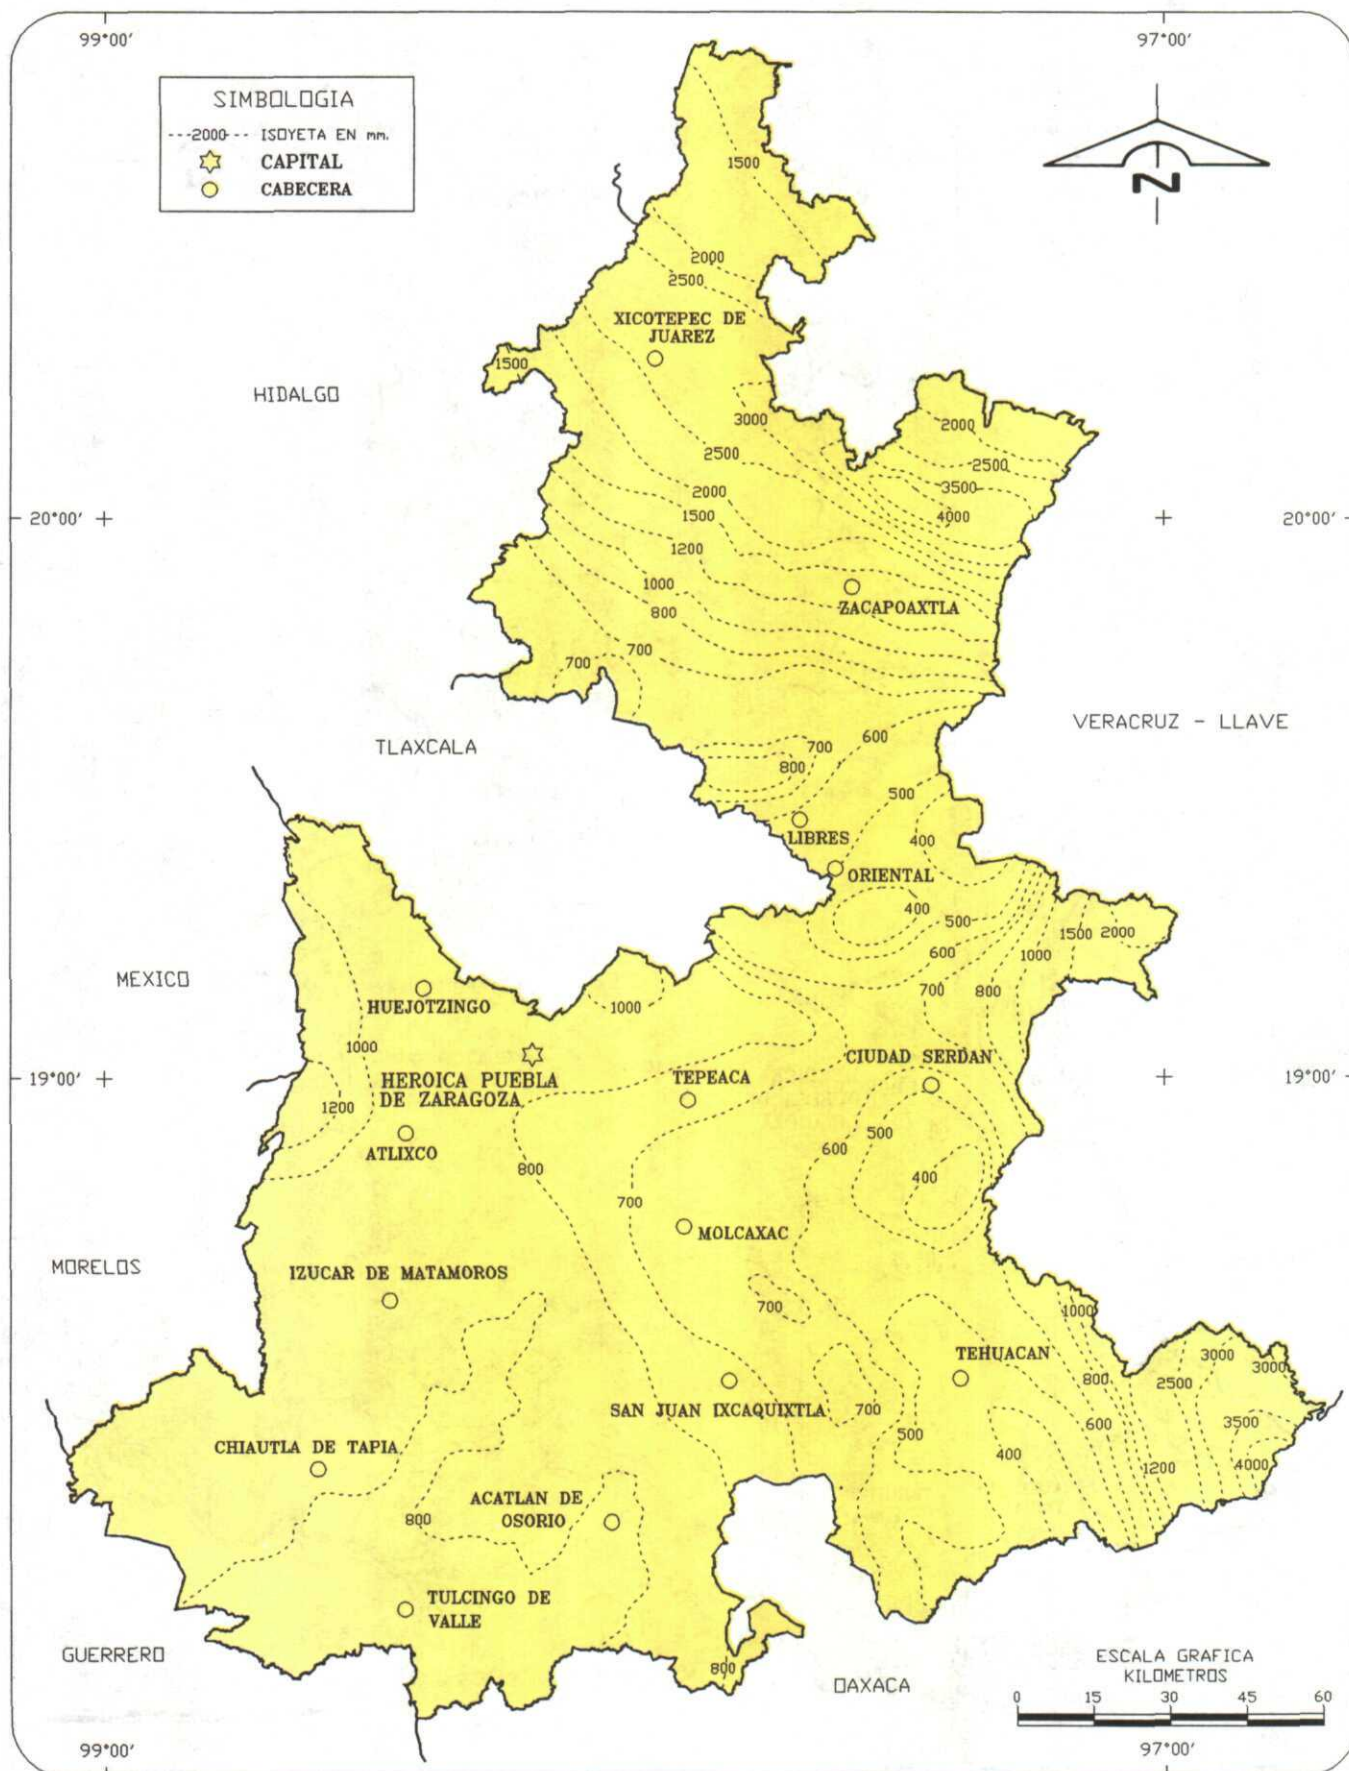 99°00'
97°00'
SIMBOLOGIA
---2000--- ISOYETA EN mm.
CAPITAL
CABECERA
N
1500
2000
2500
XICOTEPEC DE
JUAREZ
1500
HIDALGO
3000
2000
2500
2500
3500
2000
4000
1500
20°00'
20°00'
1200
1000
ZACAPOAXTLA
800
700
700
VERACRUZ - LLAVE
TLAXCALA
600
700
800
500
LIBRES
400
ORIENTAL
400
500
1500
2000
600
1000
MEXICO
700
800
HUEJOTZINGO
1000
1000
CIUDAD SERDAN
19°00'
HEROICA PUEBLA
DE ZARAGOZA
TEPEACA
19°00'
1200
500
ATLIXCO
600
800
400
700
MOLCAXAC
MORELOS
IZUCAR DE MATAMOROS
700
1000
TEHUACAN
3000
3000
800
2500
SAN JUAN IXCAQUIXTLA
700
600
3500
500
CHIAUTLA DE TAPIA
400
4000
1200
ACATLAN DE
OSORIO
800
TULCINGO DE
VALLE
GUERRERO
800
OAXACA
ESCALA GRAFICA
KILOMETROS
0 15 30 45 60
99°00'
97°00'